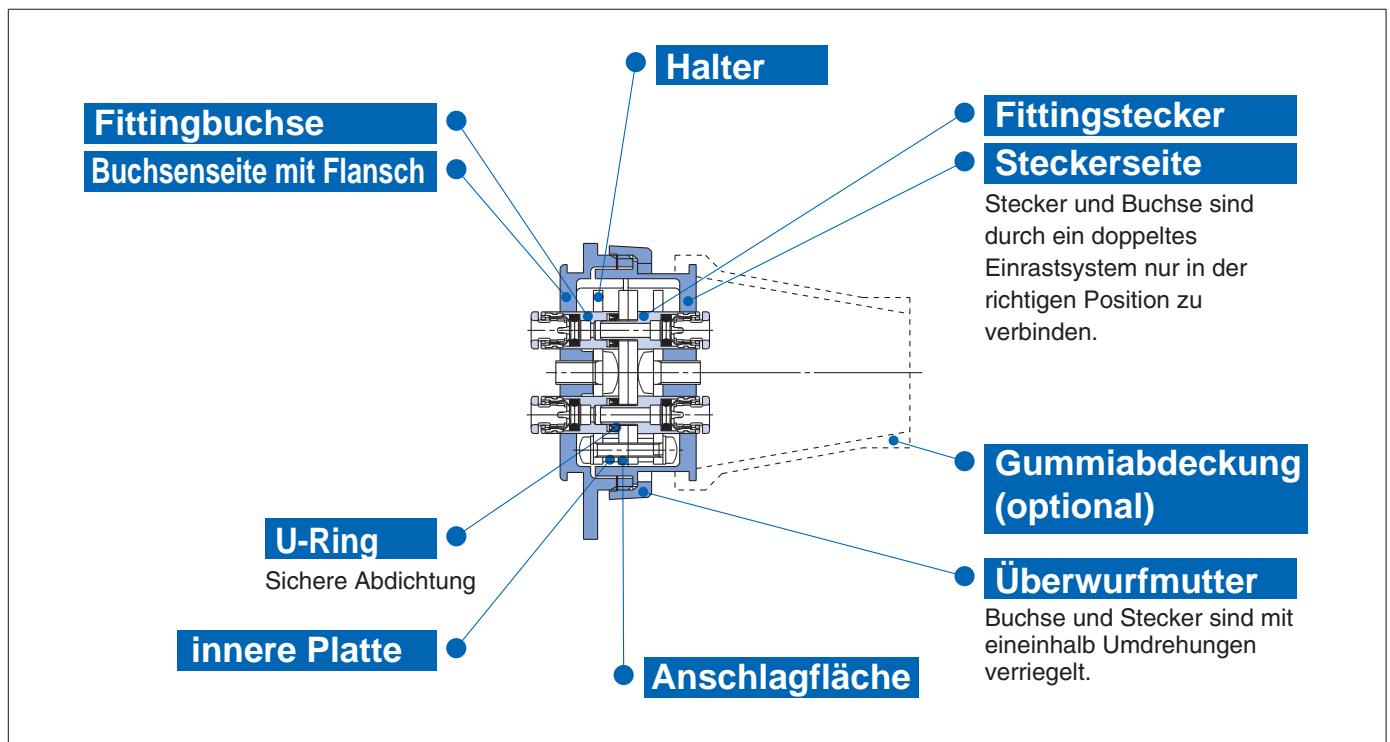 Halter
Fittingbuchse
Buchsenseite mit Flansch
Fittingstecker
Steckerseite
Stecker und Buchse sind
durch ein doppeltes
Einrastsystem nur in der
richtigen Position zu
verbinden.
Gummiabdeckung
(optional)
U-Ring
Sichere Abdichtung
Überwurfmutter
Buchse und Stecker sind mit
eineinhalb Umdrehungen
verriegelt.
innere Platte
Anschlagfläche